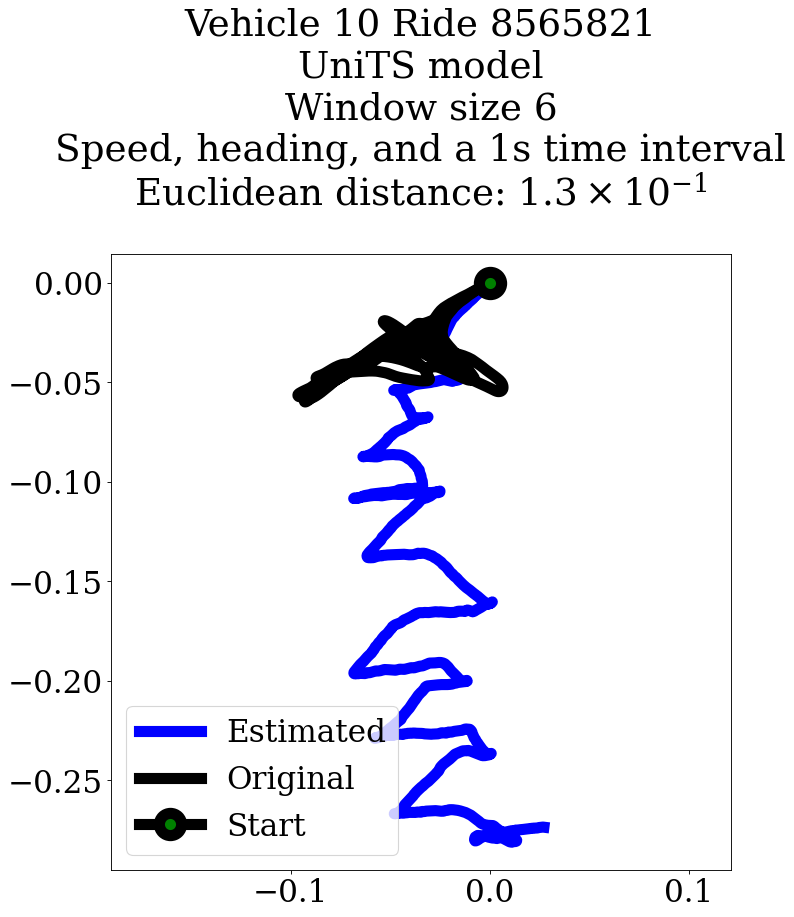 Vehicle 10 Ride 8565821
UniTS model
Window size 6
Speed, heading, and a 1s time interval
Euclidean distance: $1.3 \times 10^{-1}$
0.00
−0.05
−0.10
−0.15
−0.20
−0.25
Estimated
Original
Start
−0.1 0.0 0.1